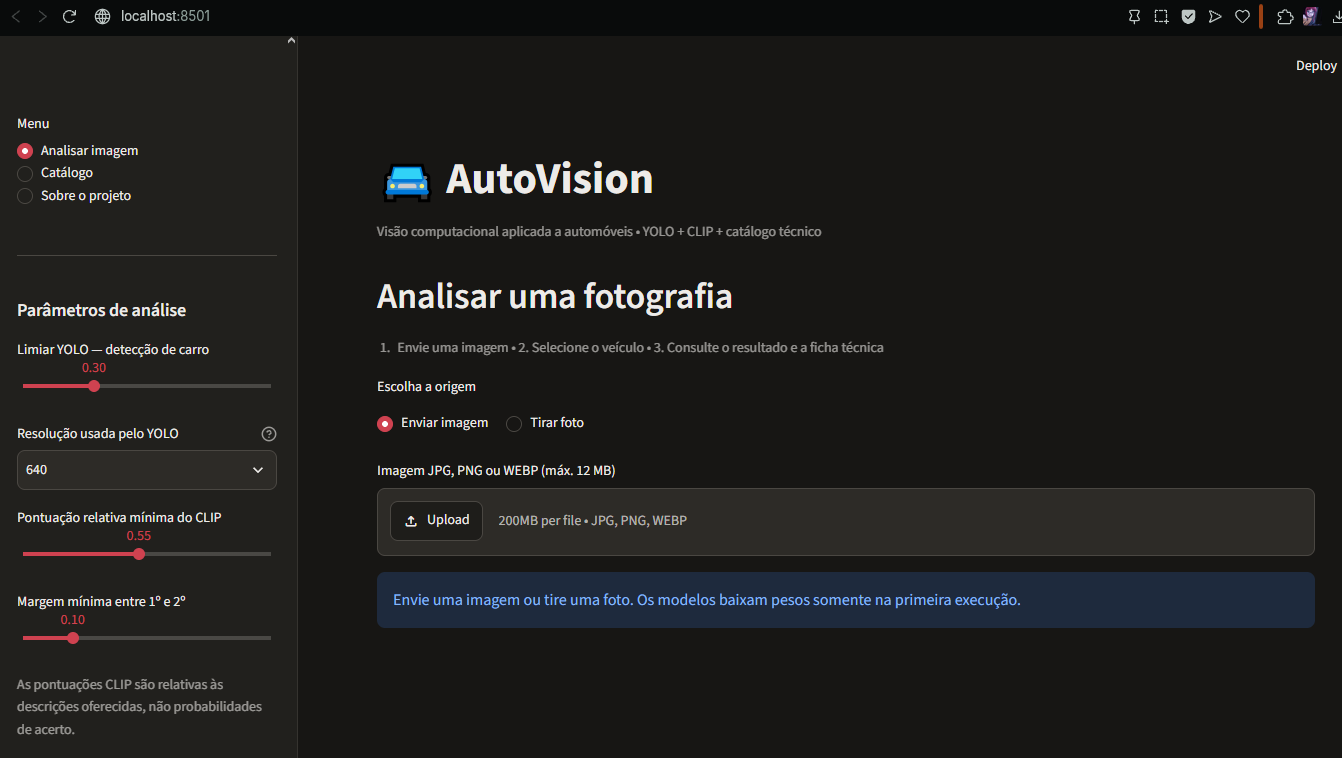 localhost:8501
Deploy
Menu
Analisar imagem
Catálogo
Sobre o projeto
Parâmetros de análise
Limiar YOLO — detecção de carro
0.30
Resolução usada pelo YOLO
640
Pontuação relativa mínima do CLIP
0.55
Margem mínima entre 1º e 2º
0.10
As pontuações CLIP são relativas às
descrições oferecidas, não probabilidades
de acerto.
AutoVision
Visão computacional aplicada a automóveis • YOLO + CLIP + catálogo técnico
Analisar uma fotografia
1. Envie uma imagem • 2. Selecione o veículo • 3. Consulte o resultado e a ficha técnica
Escolha a origem
Enviar imagem
Tirar foto
Imagem JPG, PNG ou WEBP (máx. 12 MB)
Upload
200MB per file • JPG, PNG, WEBP
Envie uma imagem ou tire uma foto. Os modelos baixam pesos somente na primeira execução.